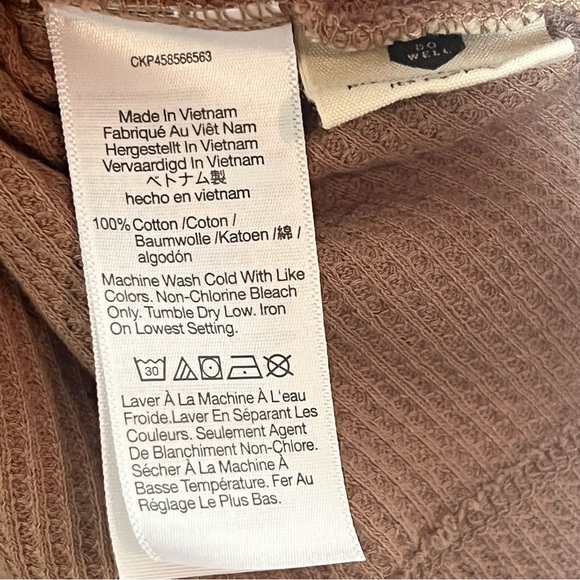 CKP458566563
DO
WELL
Made In Vietnam
Fabriqué Au Viêt Nam
Hergestellt In Vietnam
Vervaardigd In Vietnam
ベトナム製
hecho en vietnam
100% Cotton /Coton /
Baumwolle /Katoen /綿 /
algodón
Machine Wash Cold With Like
Colors. Non-Chlorine Bleach
Only. Tumble Dry Low. Iron
On Lowest Setting.
30
Laver À La Machine À L'eau
Froide.Laver En Séparant Les
Couleurs. Seulement Agent
De Blanchiment Non-Chlore.
Sécher À La Machine À
Basse Température. Fer Au
Réglage Le Plus Bas.